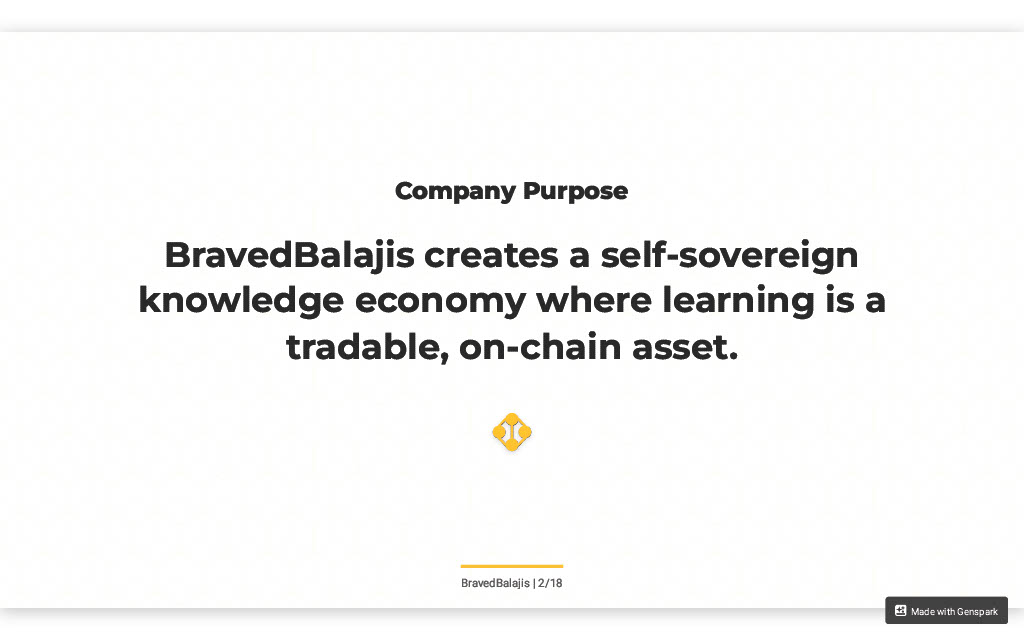 Company Purpose
BravedBalajis creates a self-sovereign
knowledge economy where learning is a
tradable, on-chain asset.
BravedBalajis | 2/18
Made with Genspark